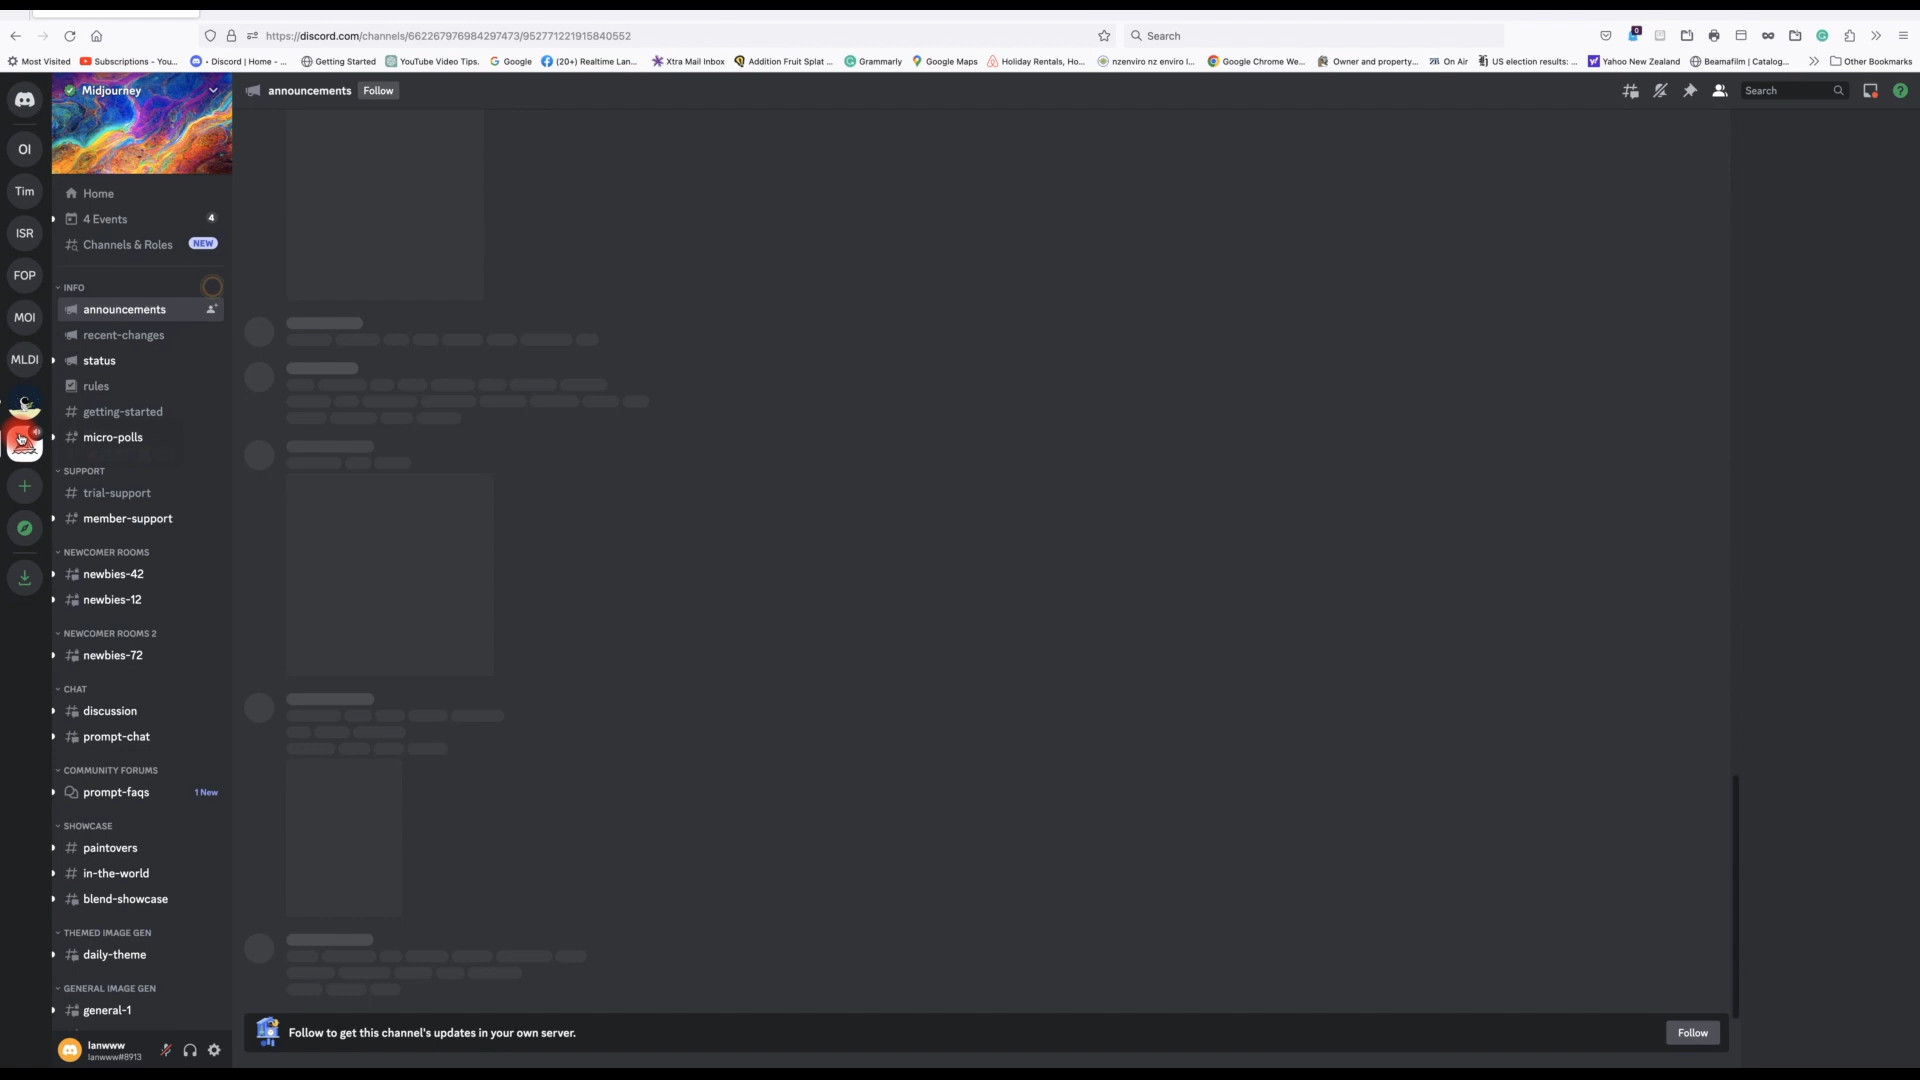 https://discord.com/channels/662267976984297473/952771221915840552
Search
0
Most Visited
Subscriptions - You...
• Discord | Home - ...
Getting Started
YouTube Video Tips.
Google
(20+) Realtime Lan...
Xtra Mail Inbox
Addition Fruit Splat ...
Grammarly
Google Maps
Holiday Rentals, Ho...
nzenviro nz enviro l...
Google Chrome We...
Owner and property...
On Air
US election results: ...
Yahoo New Zealand
Beamafilm | Catalog...
Other Bookmarks
Midjourney
announcements
Follow
Search
OI
Tim
ISR
FOP
MOI
MLDI
Home
4 Events
4
Channels & Roles
NEW
INFO
announcements
recent-changes
status
rules
getting-started
micro-polls
SUPPORT
trial-support
member-support
NEWCOMER ROOMS
newbies-42
newbies-12
NEWCOMER ROOMS 2
newbies-72
CHAT
discussion
prompt-chat
COMMUNITY FORUMS
prompt-faqs
1 New
SHOWCASE
paintovers
in-the-world
blend-showcase
THEMED IMAGE GEN
daily-theme
GENERAL IMAGE GEN
general-1
Follow to get this channel's updates in your own server.
Follow
lanwww
lanwww#8913